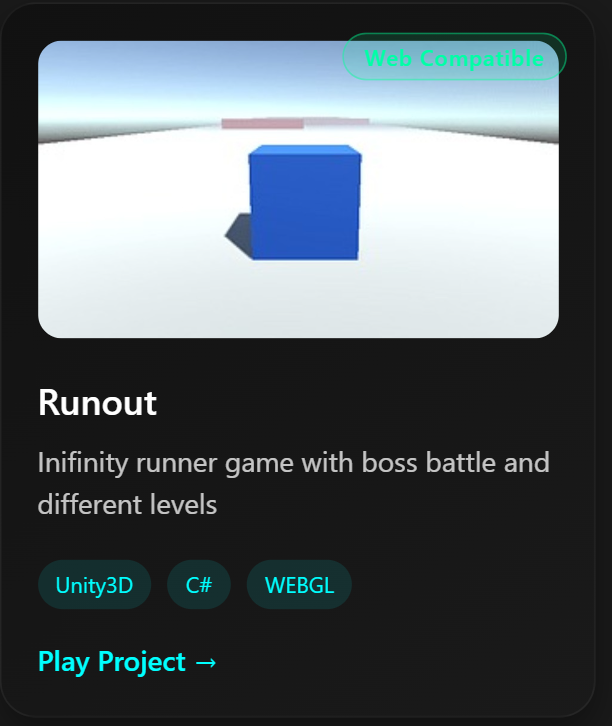 Web Compatible
Runout
Inifinity runner game with boss battle and
different levels
Unity3D C# WEBGL
Play Project →